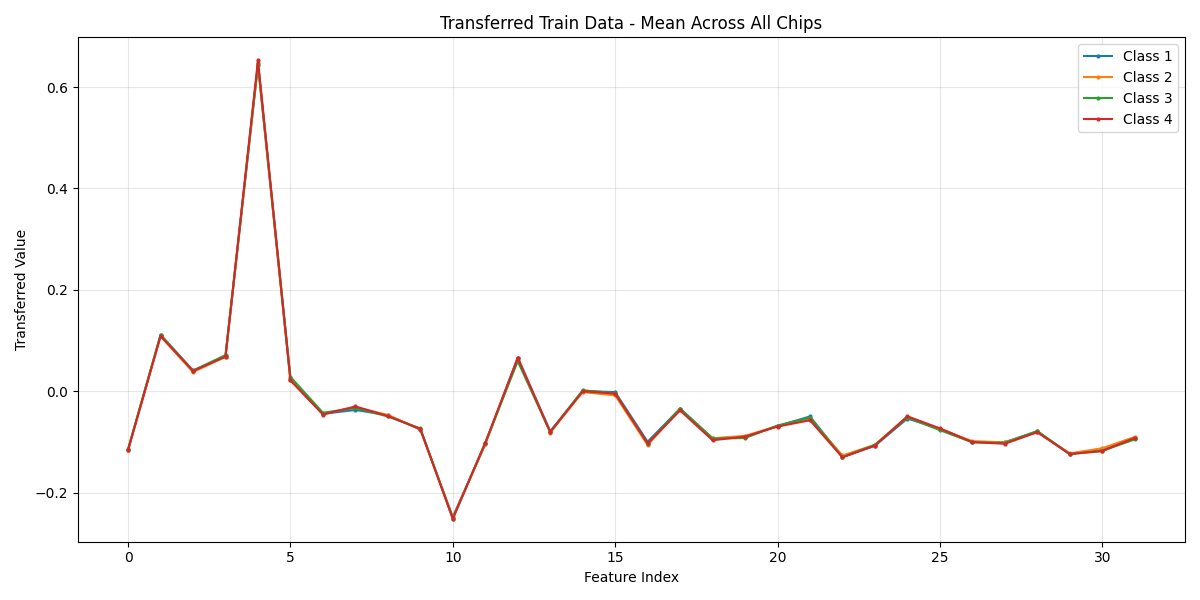 Transferred Train Data - Mean Across All Chips
Class 1
Class 2
Class 3
Class 4
Transferred Value
0.6
0.4
0.2
0.0
−0.2
0 5 10 15 20 25 30
Feature Index